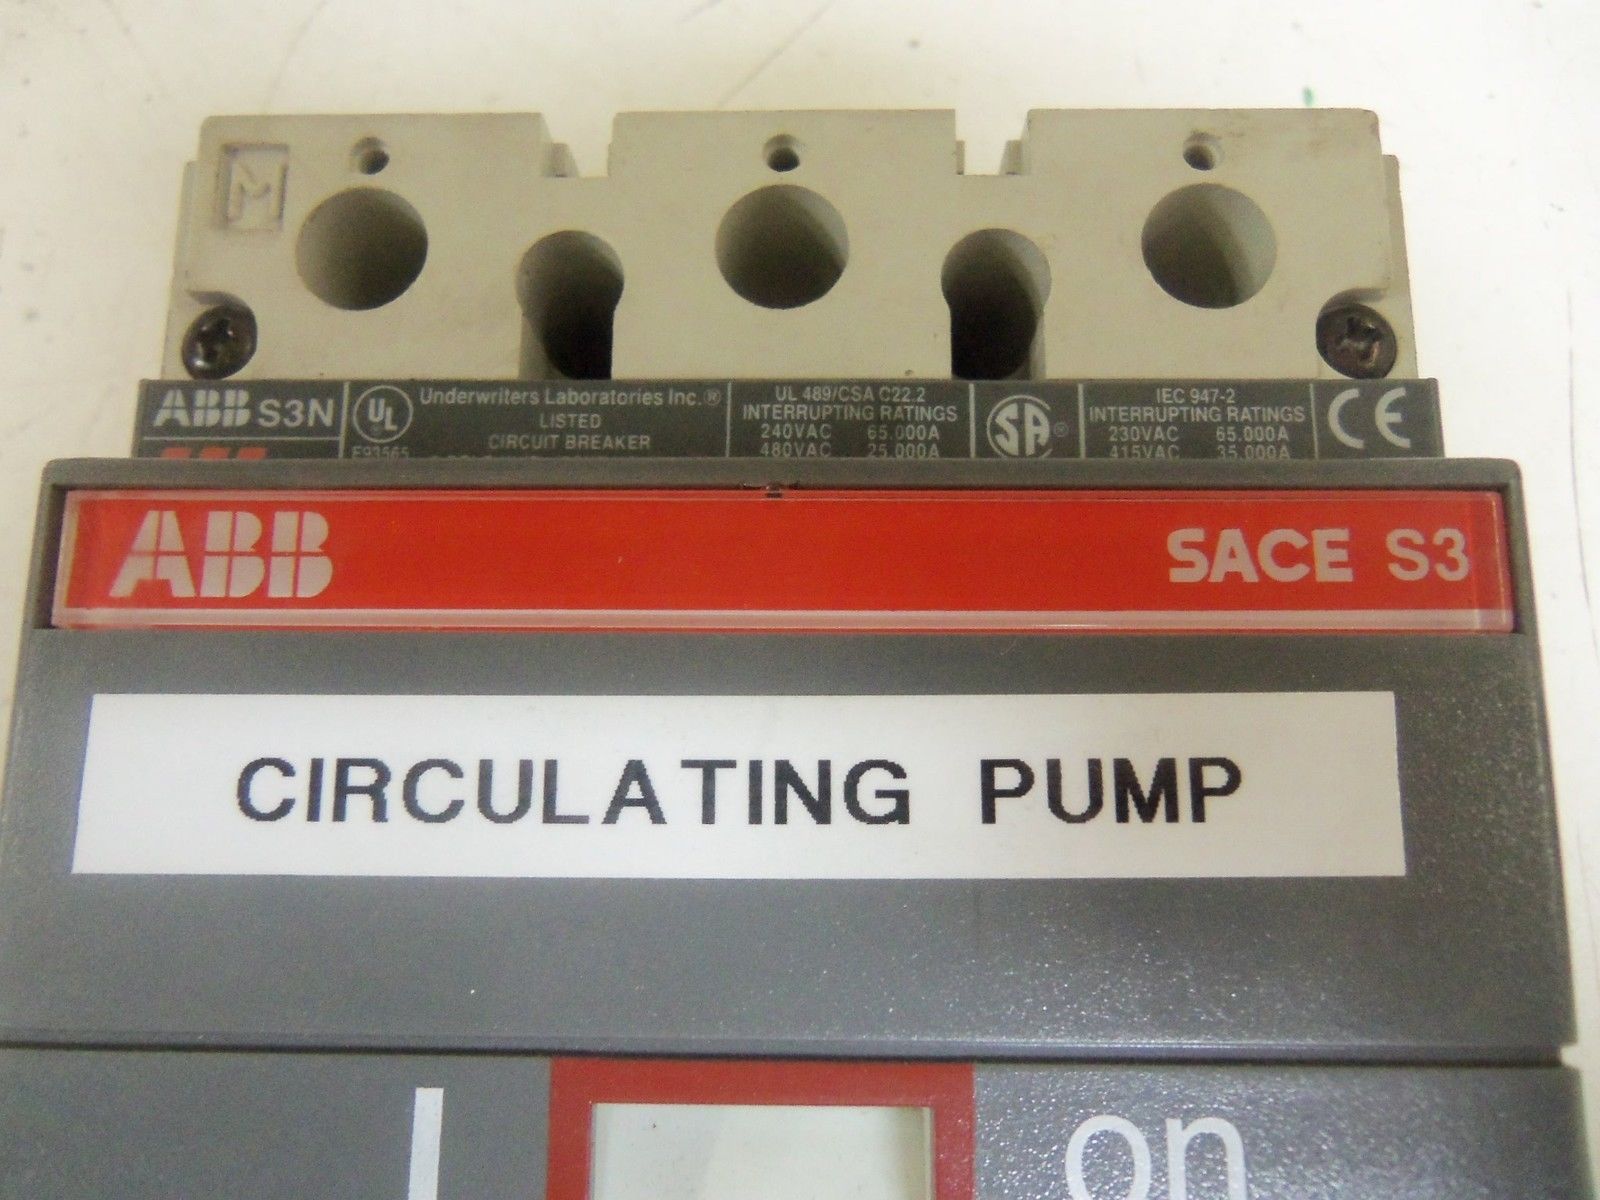 M
ABB S3N
UL
E93565
Underwriters Laboratories Inc.®
LISTED
CIRCUIT BREAKER
UL 489/CSA C22.2
INTERRUPTING RATINGS
240VAC 65.000A
480VAC 25.000A
SA®
IEC 947-2
INTERRUPTING RATINGS
230VAC 65.000A
415VAC 35.000A
CE
ABB SACE S3
CIRCULATING PUMP
I on